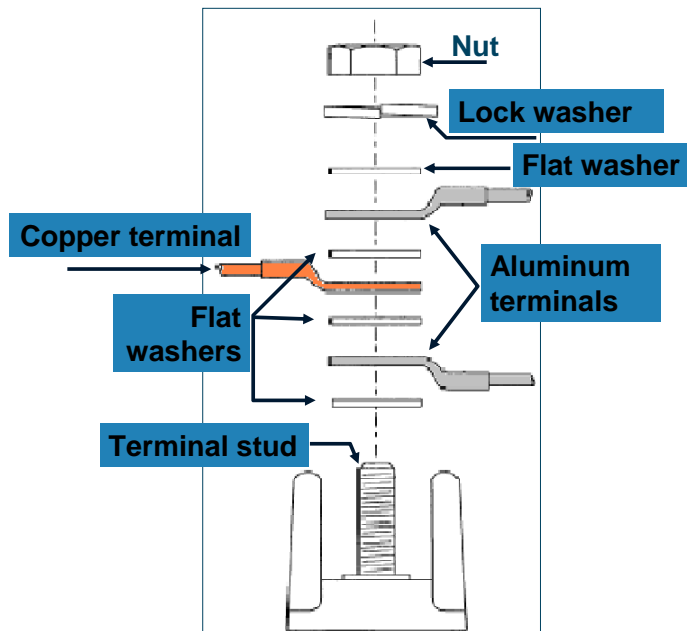 Nut
Lock washer
Flat washer
Copper terminal
Aluminum
terminals
Flat
washers
Terminal stud